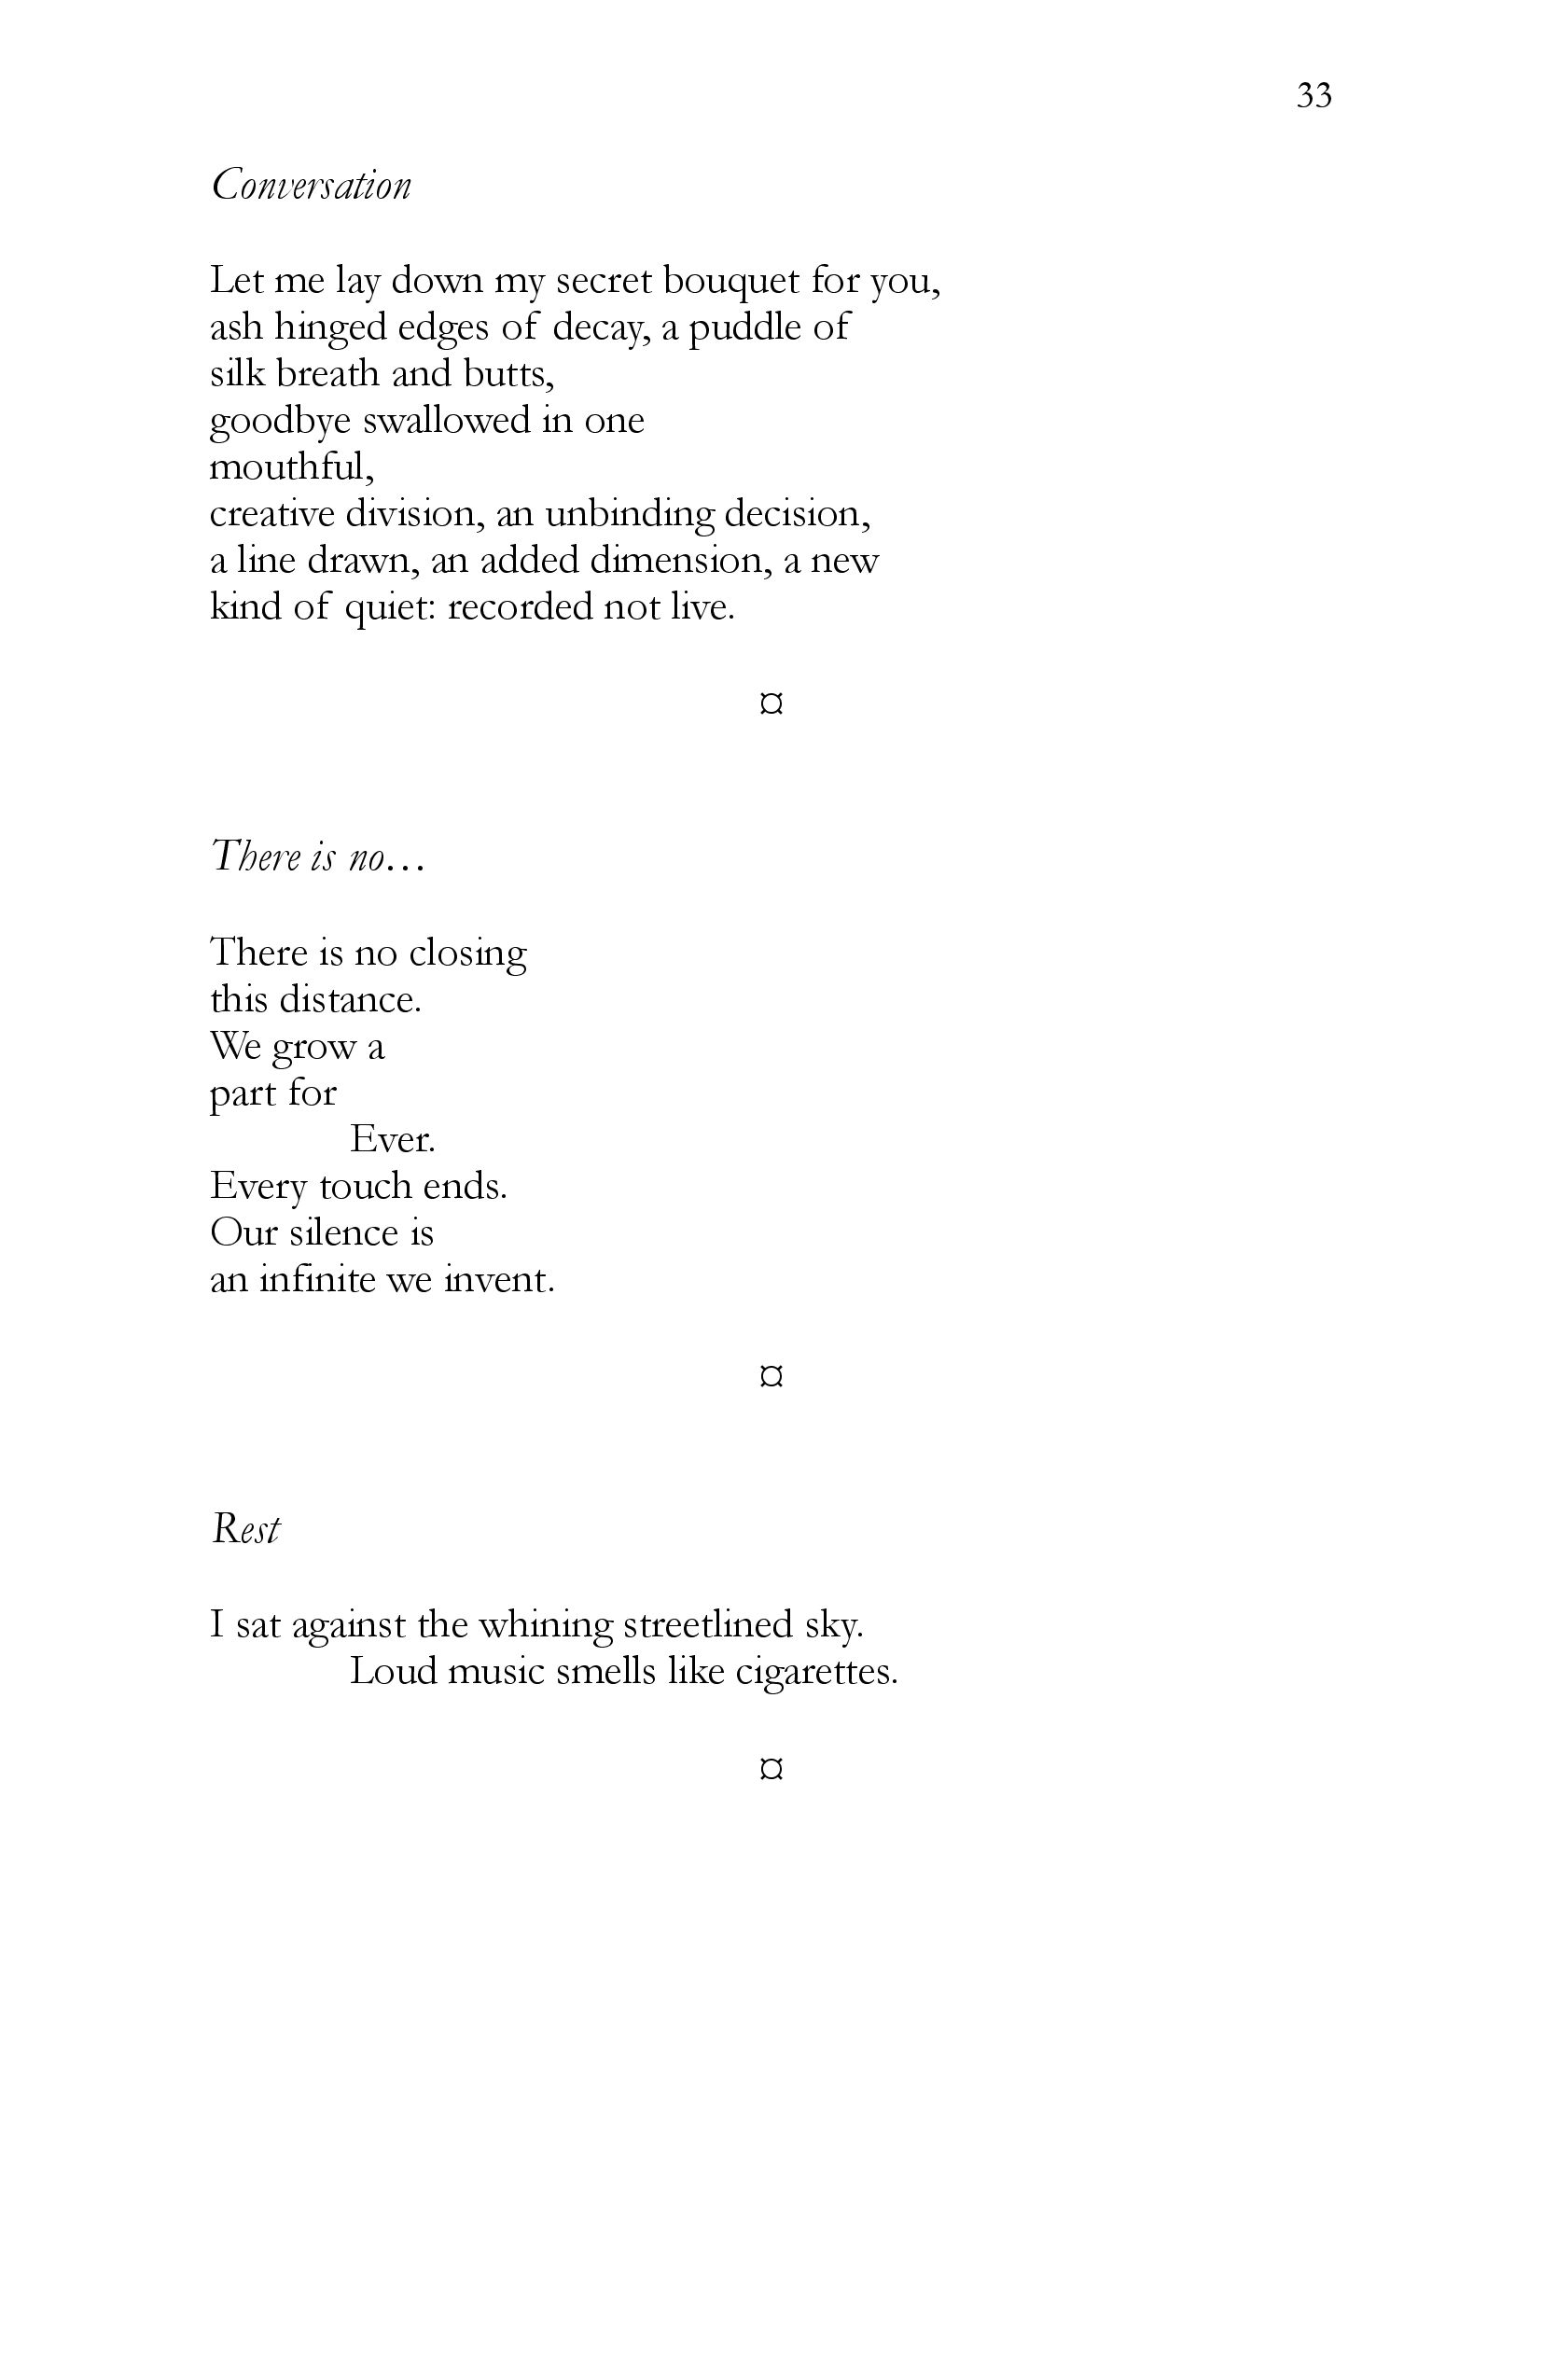 33
Conversation
Let me lay down my secret bouquet for you,
ash hinged edges of decay, a puddle of
silk breath and butts,
goodbye swallowed in one
mouthful,
creative division, an unbinding decision,
a line drawn, an added dimension, a new
kind of quiet: recorded not live.
¤
There is no…
There is no closing
this distance.
We grow a
part for
Ever.
Every touch ends.
Our silence is
an infinite we invent.
¤
Rest
I sat against the whining streetlined sky.
Loud music smells like cigarettes.
¤